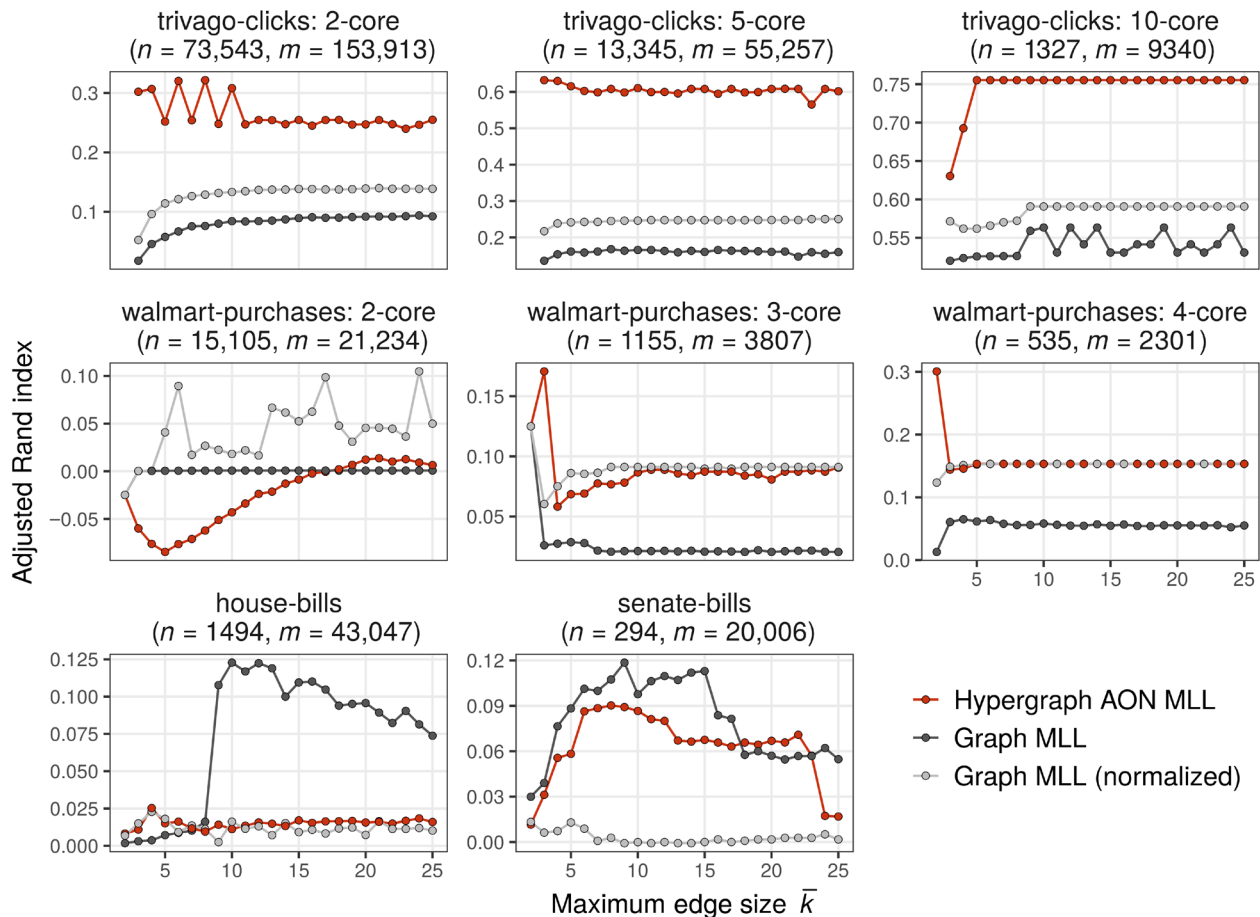 trivago-clicks: 2-core
(n = 73,543, m = 153,913)
trivago-clicks: 5-core
(n = 13,345, m = 55,257)
trivago-clicks: 10-core
(n = 1327, m = 9340)
0.3
0.2
0.1
0.6
0.5
0.4
0.3
0.2
0.75
0.70
0.65
0.60
0.55
walmart-purchases: 2-core
(n = 15,105, m = 21,234)
walmart-purchases: 3-core
(n = 1155, m = 3807)
walmart-purchases: 4-core
(n = 535, m = 2301)
Adjusted Rand index
0.10
0.05
0.00
−0.05
0.15
0.10
0.05
0.3
0.2
0.1
0.0
5 10 15 20 25
house-bills
(n = 1494, m = 43,047)
senate-bills
(n = 294, m = 20,006)
0.125
0.100
0.075
0.050
0.025
0.000
5 10 15 20 25
0.12
0.09
0.06
0.03
0.00
5 10 15 20 25
Hypergraph AON MLL
Graph MLL
Graph MLL (normalized)
Maximum edge size k̄